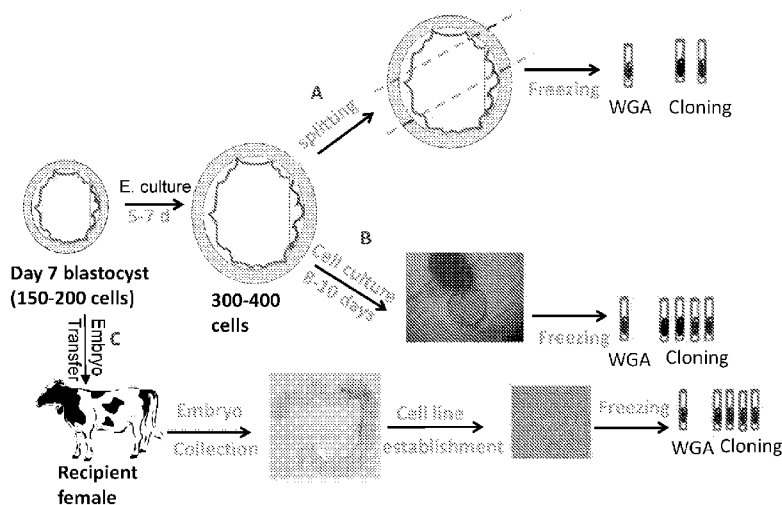 A
splitting
Freezing
WGA
Cloning
E. culture
5-7 d
Day 7 blastocyst
(150-200 cells)
300-400
cells
B
Cell culture
8-10 days
Freezing
WGA
Cloning
C
Embryo
Transfer
Recipient
female
Embryo
Collection
Cell line
establishment
Freezing
WGA
Cloning